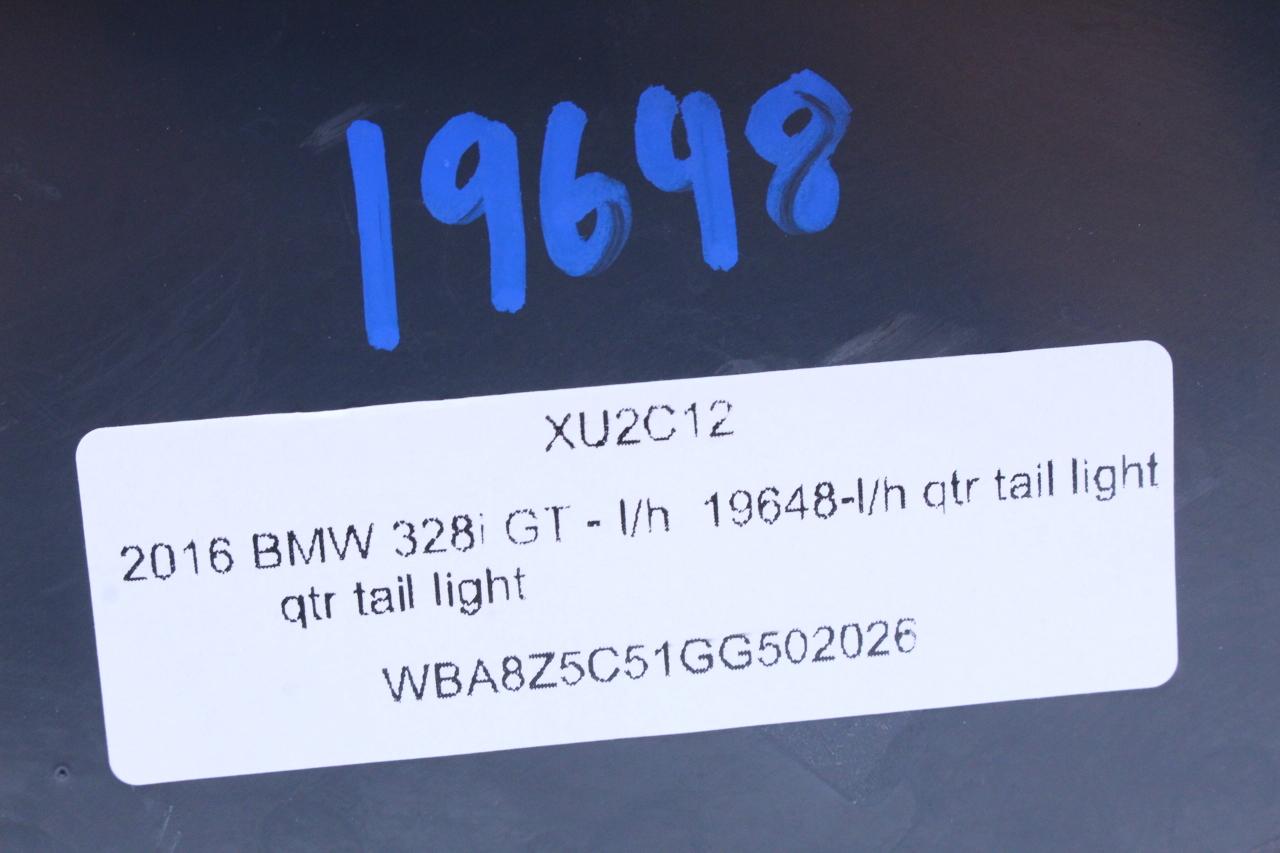 19648
XU2C12
2016 BMW 328i GT - l/h  19648-l/h qtr tail light
qtr tail light
WBA8Z5C51GG502026